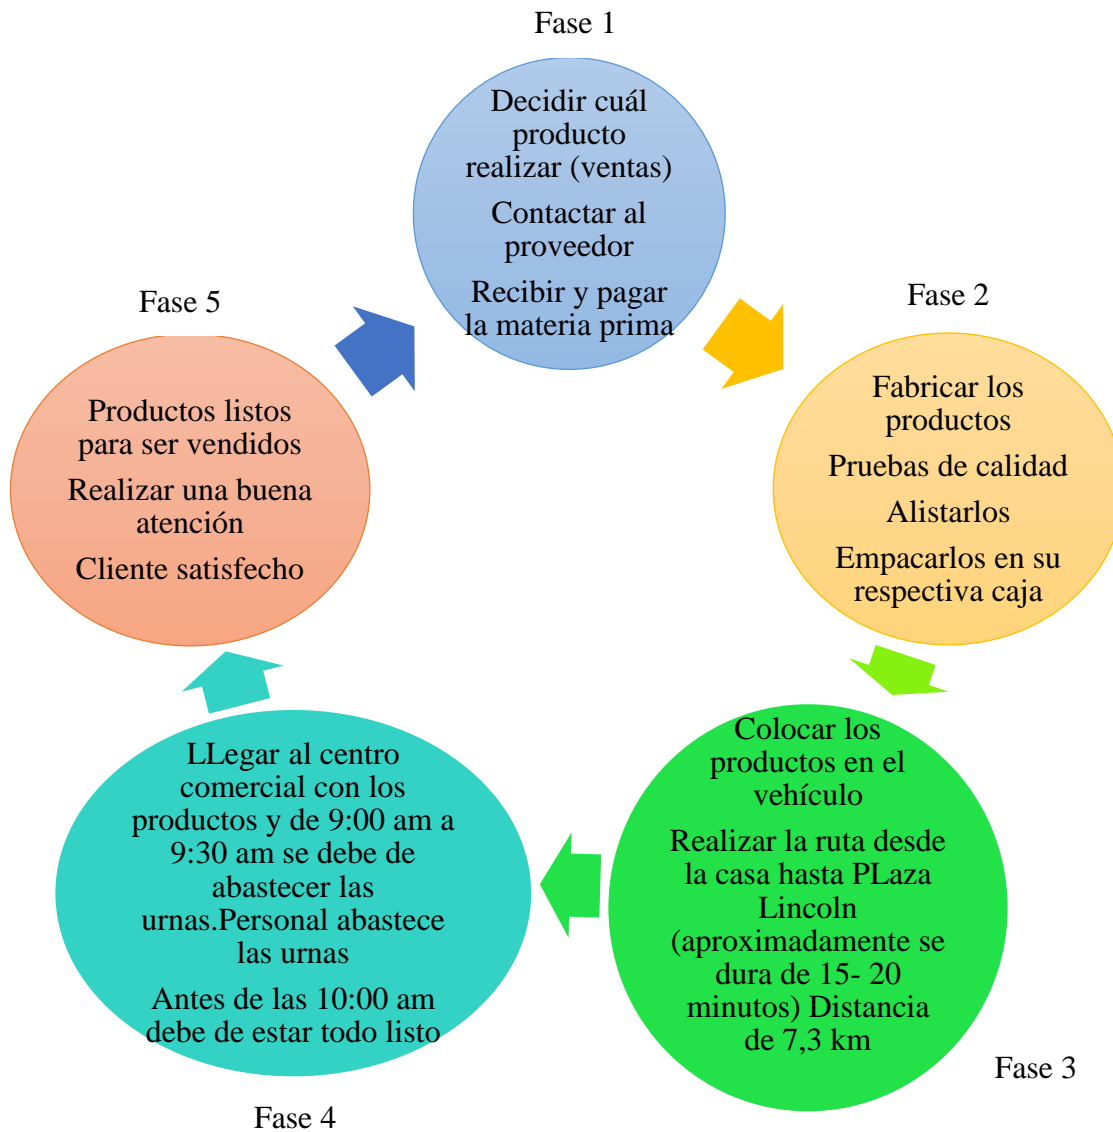 Fase 1
Decidir cuál
producto
realizar (ventas)
Contactar al
proveedor
Recibir y pagar
la materia prima
Fase 2
Fabricar los
productos
Pruebas de calidad
Alistarlos
Empacarlos en su
respectiva caja
Colocar los
productos en el
vehículo
Realizar la ruta desde
la casa hasta PLaza
Lincoln
(aproximadamente se
dura de 15- 20
minutos) Distancia
de 7,3 km
Fase 3
LLegar al centro
comercial con los
productos y de 9:00 am a
9:30 am se debe de
abastecer las
urnas.Personal abastece
las urnas
Antes de las 10:00 am
debe de estar todo listo
Fase 4
Fase 5
Productos listos
para ser vendidos
Realizar una buena
atención
Cliente satisfecho